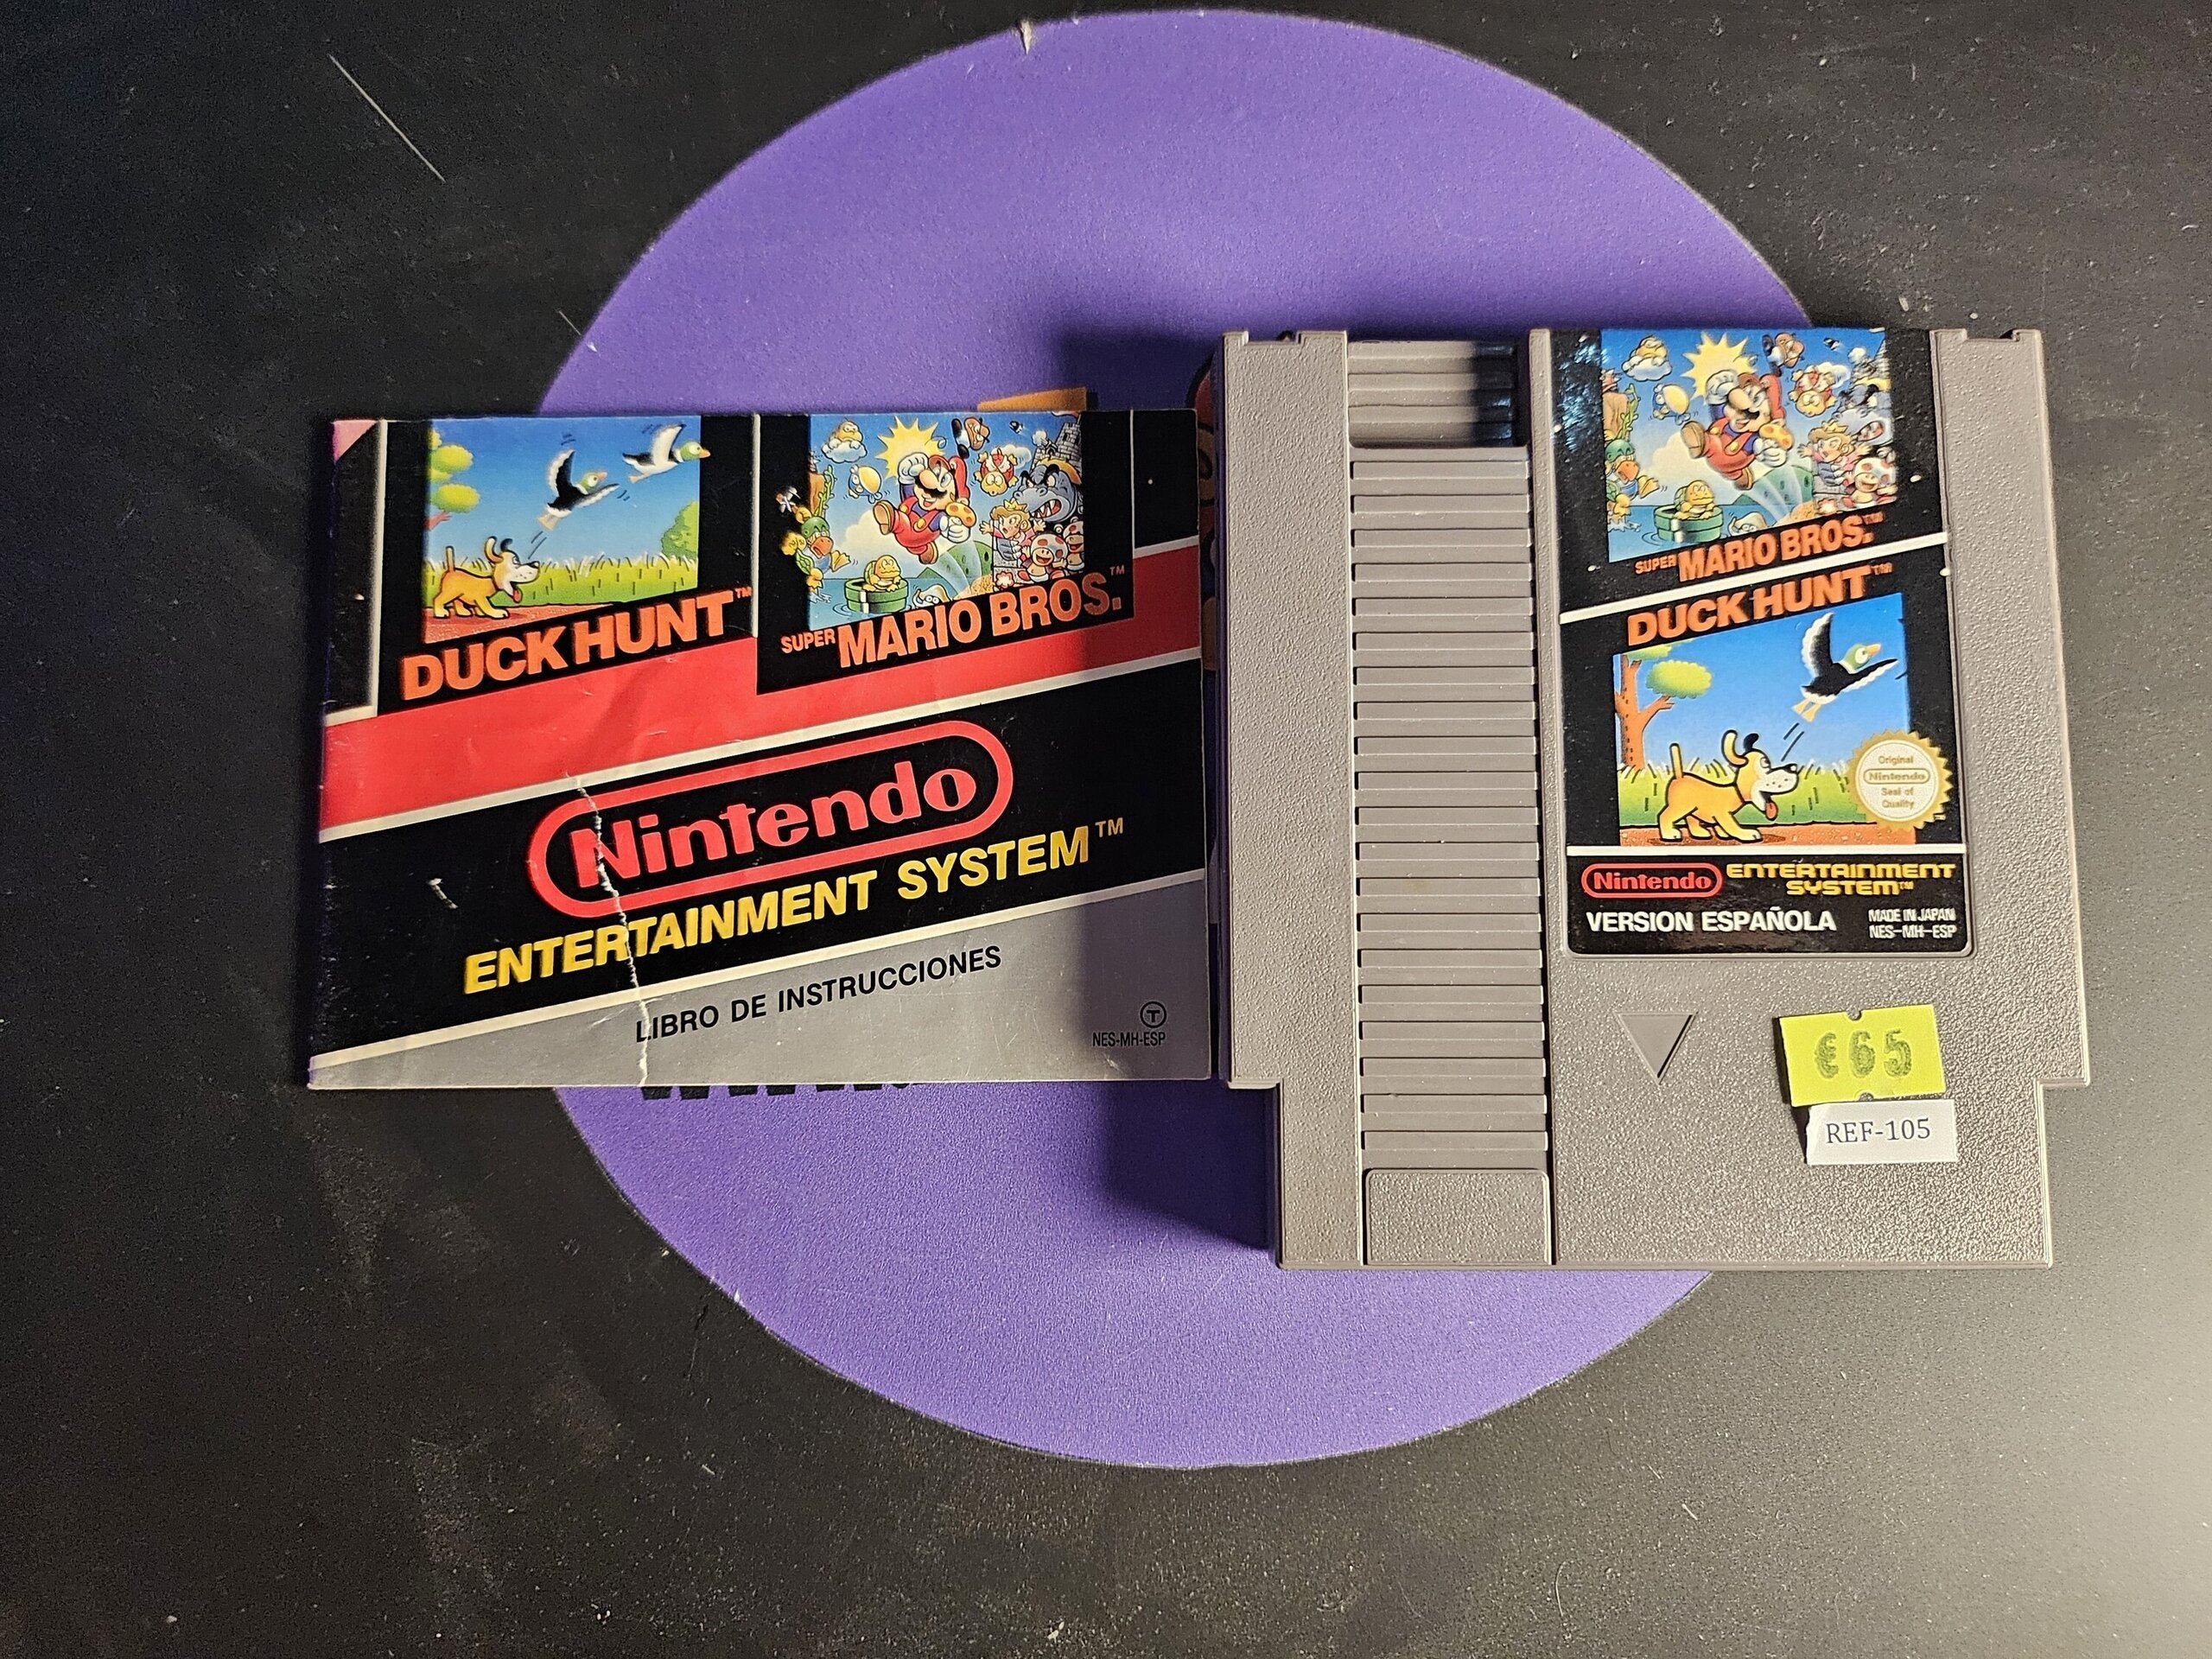 DUCK HUNT™
SUPER MARIO BROS.™
Nintendo
ENTERTAINMENT SYSTEM™
LIBRO DE INSTRUCCIONES
T
NES-MH-ESP
SUPER MARIO BROS.™
DUCK HUNT™
Original
Nintendo
Seal of
Quality
Nintendo ENTERTAINMENT
SYSTEM™
VERSION ESPAÑOLA
MADE IN JAPAN
NES-MH-ESP
€65
REF-105